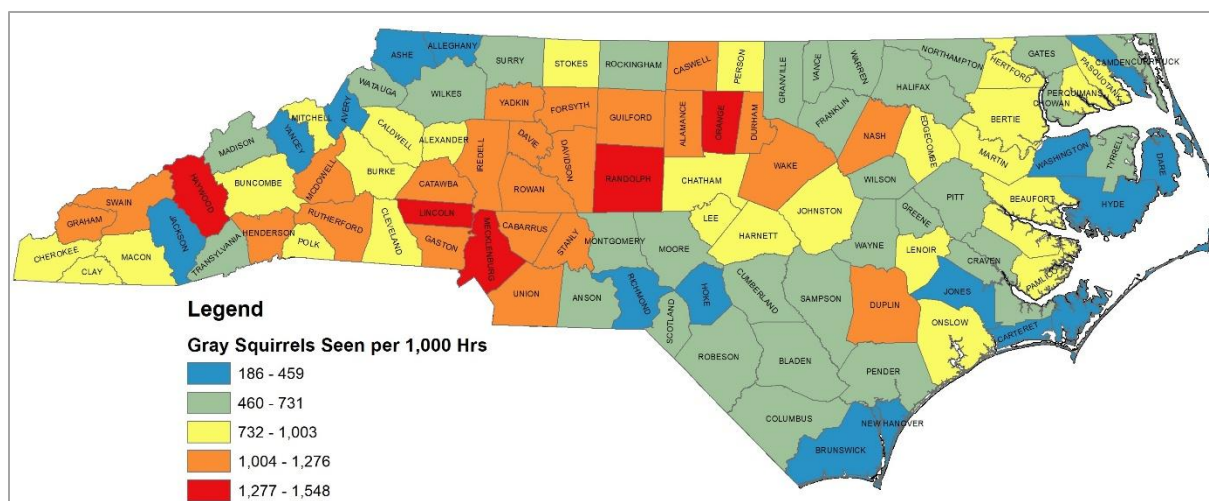 ASHE
ALLEGHANY
SURRY
STOKES
ROCKINGHAM
CASWELL
PERSON
GRANVILLE
VANCE
WARREN
NORTHAMPTON
HERTFORD
GATES
PASQUOTANK
CAMDEN
CURRITUCK
WATAUGA
WILKES
YADKIN
FORSYTH
GUILFORD
ALAMANCE
ORANGE
DURHAM
FRANKLIN
HALIFAX
BERTIE
PERQUIMANS
CHOWAN
MITCHELL
AVERY
CALDWELL
ALEXANDER
IREDELL
DAVIE
DAVIDSON
RANDOLPH
CHATHAM
WAKE
NASH
EDGECOMBE
MARTIN
WASHINGTON
TYRRELL
DARE
MADISON
YANCEY
MCDOWELL
BURKE
CATAWBA
ROWAN
WILSON
PITT
BEAUFORT
HYDE
HAYWOOD
BUNCOMBE
SWAIN
GRAHAM
JACKSON
HENDERSON
RUTHERFORD
CLEVELAND
LINCOLN
GASTON
MECKLENBURG
CABARRUS
STANLY
MONTGOMERY
MOORE
LEE
HARNETT
JOHNSTON
WAYNE
GREENE
LENOIR
CRAVEN
PAMLICO
CHEROKEE
CLAY
MACON
TRANSYLVANIA
POLK
UNION
ANSON
RICHMOND
SCOTLAND
HOKE
CUMBERLAND
SAMPSON
DUPLIN
JONES
ONSLOW
CARTERET
ROBESON
BLADEN
PENDER
COLUMBUS
BRUNSWICK
NEW HANOVER
Legend
Gray Squirrels Seen per 1,000 Hrs
186 - 459
460 - 731
732 - 1,003
1,004 - 1,276
1,277 - 1,548